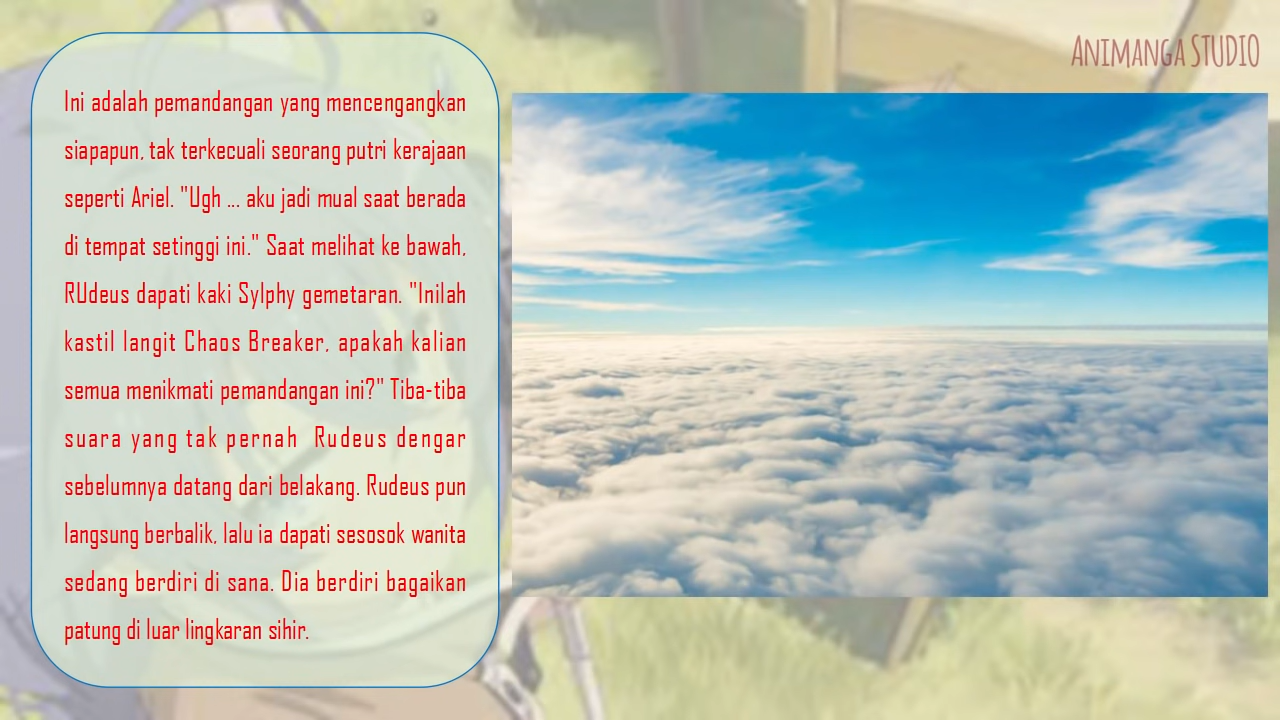 Ini adalah pemandangan yang mencengangkan
siapapun, tak terkecuali seorang putri kerajaan
seperti Ariel. "Ugh ... aku jadi mual saat berada
di tempat setinggi ini." Saat melihat ke bawah,
RUdeus dapati kaki Sylphy gemetaran. "Inilah
kastil langit Chaos Breaker, apakah kalian
semua menikmati pemandangan ini?" Tiba-tiba
suara yang tak pernah  Rudeus dengar
sebelumnya datang dari belakang. Rudeus pun
langsung berbalik, lalu ia dapati sesosok wanita
sedang berdiri di sana. Dia berdiri bagaikan
patung di luar lingkaran sihir.
ANIMANGA STUDIO